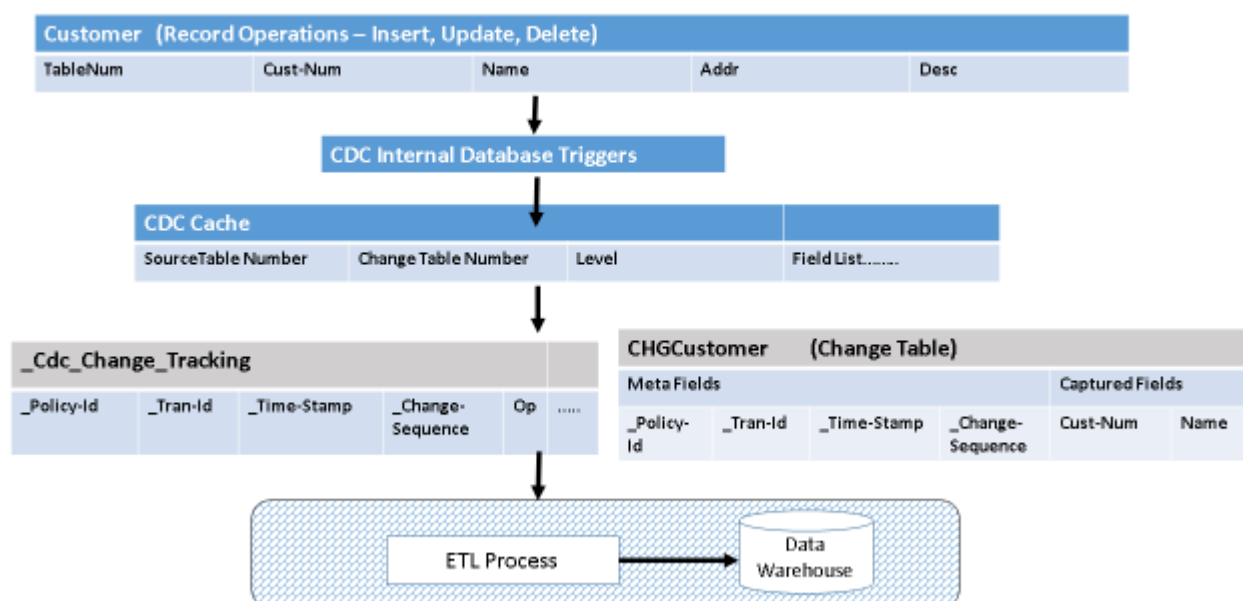 Customer (Record Operations – Insert, Update, Delete)
TableNum Cust-Num Name Addr Desc
CDC Internal Database Triggers
CDC Cache
SourceTable Number Change Table Number Level Field List........
_Cdc_Change_Tracking
_Policy-Id _Tran-Id _Time-Stamp _Change-
Sequence Op .....
CHGCustomer (Change Table)
Meta Fields Captured Fields
_Policy-
Id _Tran-Id _Time-Stamp _Change-
Sequence Cust-Num Name
ETL Process
Data
Warehouse